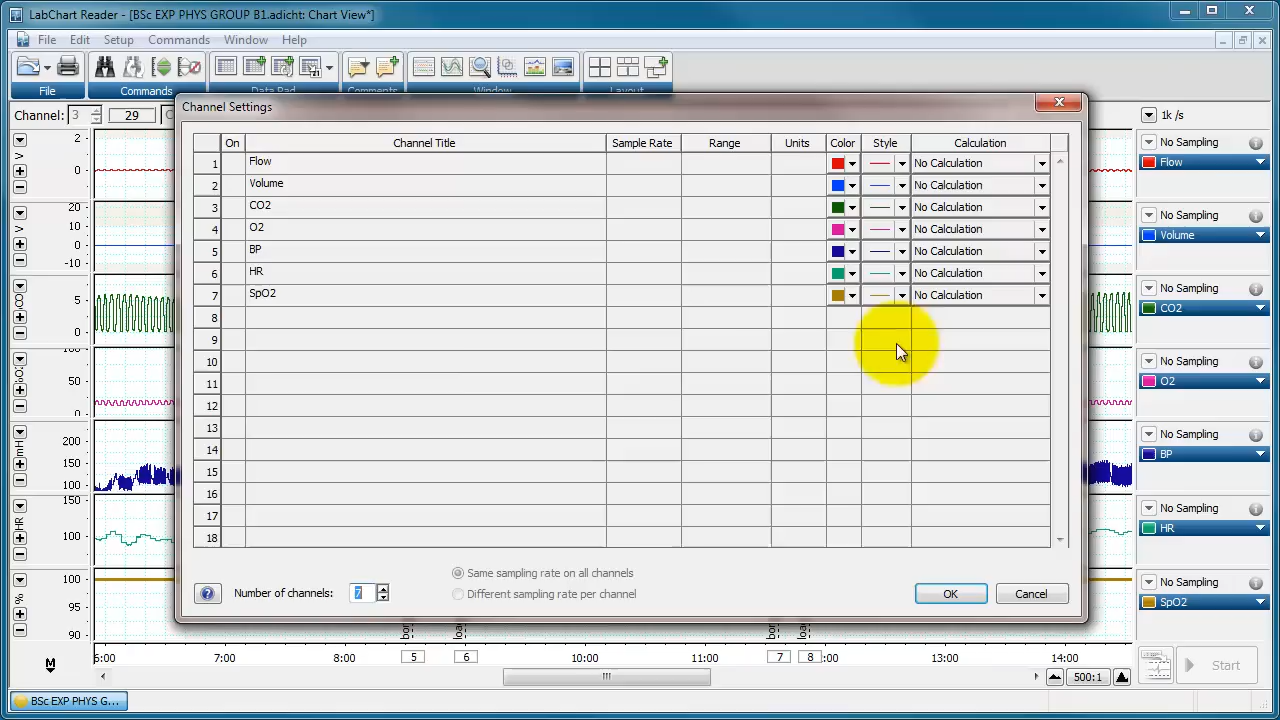 LabChart Reader - [BSc EXP PHYS GROUP B1.adicht: Chart View*]
File Edit Setup Commands Window Help
File Commands Data Pad Comments Window Layout
Channel: 3 29
1k /s
Channel Settings
On Channel Title Sample Rate Range Units Color Style Calculation
1 Flow No Calculation
2 Volume No Calculation
3 CO2 No Calculation
4 O2 No Calculation
5 BP No Calculation
6 HR No Calculation
7 SpO2 No Calculation
8
9
10
11
12
13
14
15
16
17
18
Same sampling rate on all channels
Number of channels: 7
Different sampling rate per channel
OK Cancel
2
0
20
10
0
-10
5
0
50
0
200
150
100
150
100
HR
100
95
90
%
No Sampling
Flow
No Sampling
Volume
No Sampling
CO2
No Sampling
O2
No Sampling
BP
No Sampling
HR
No Sampling
SpO2
M
5:00 7:00 8:00 5 6 10:00 11:00 7 8 :00 13:00 14:00
500:1
Start
BSc EXP PHYS G...